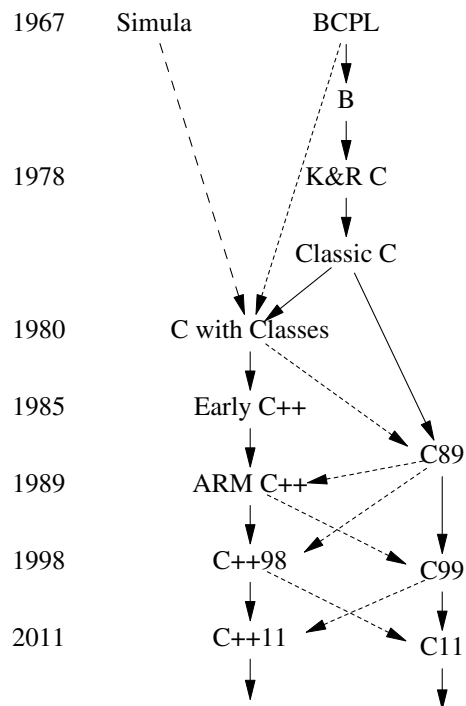 1967 Simula BCPL
B
1978 K&R C
Classic C
1980 C with Classes
1985 Early C++
C89
1989 ARM C++
1998 C++98
C99
2011 C++11
C11